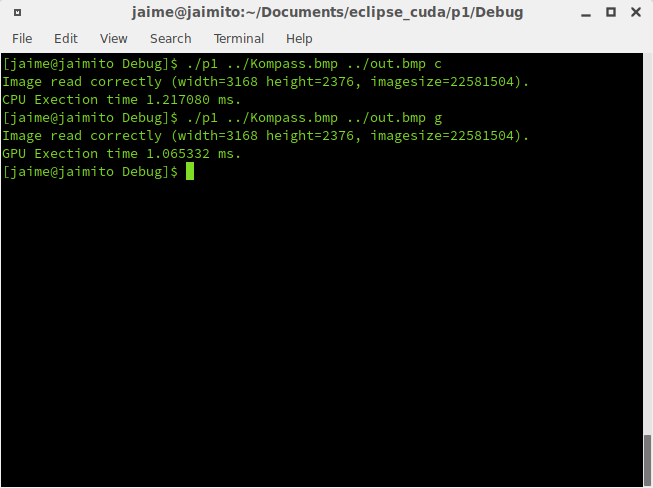 jaime@jaimito:~/Documents/eclipse_cuda/p1/Debug
File Edit View Search Terminal Help
[jaime@jaimito Debug]$ ./p1 ../Kompass.bmp ../out.bmp c
Image read correctly (width=3168 height=2376, imagesize=22581504).
CPU Exection time 1.217080 ms.
[jaime@jaimito Debug]$ ./p1 ../Kompass.bmp ../out.bmp g
Image read correctly (width=3168 height=2376, imagesize=22581504).
GPU Exection time 1.065332 ms.
[jaime@jaimito Debug]$